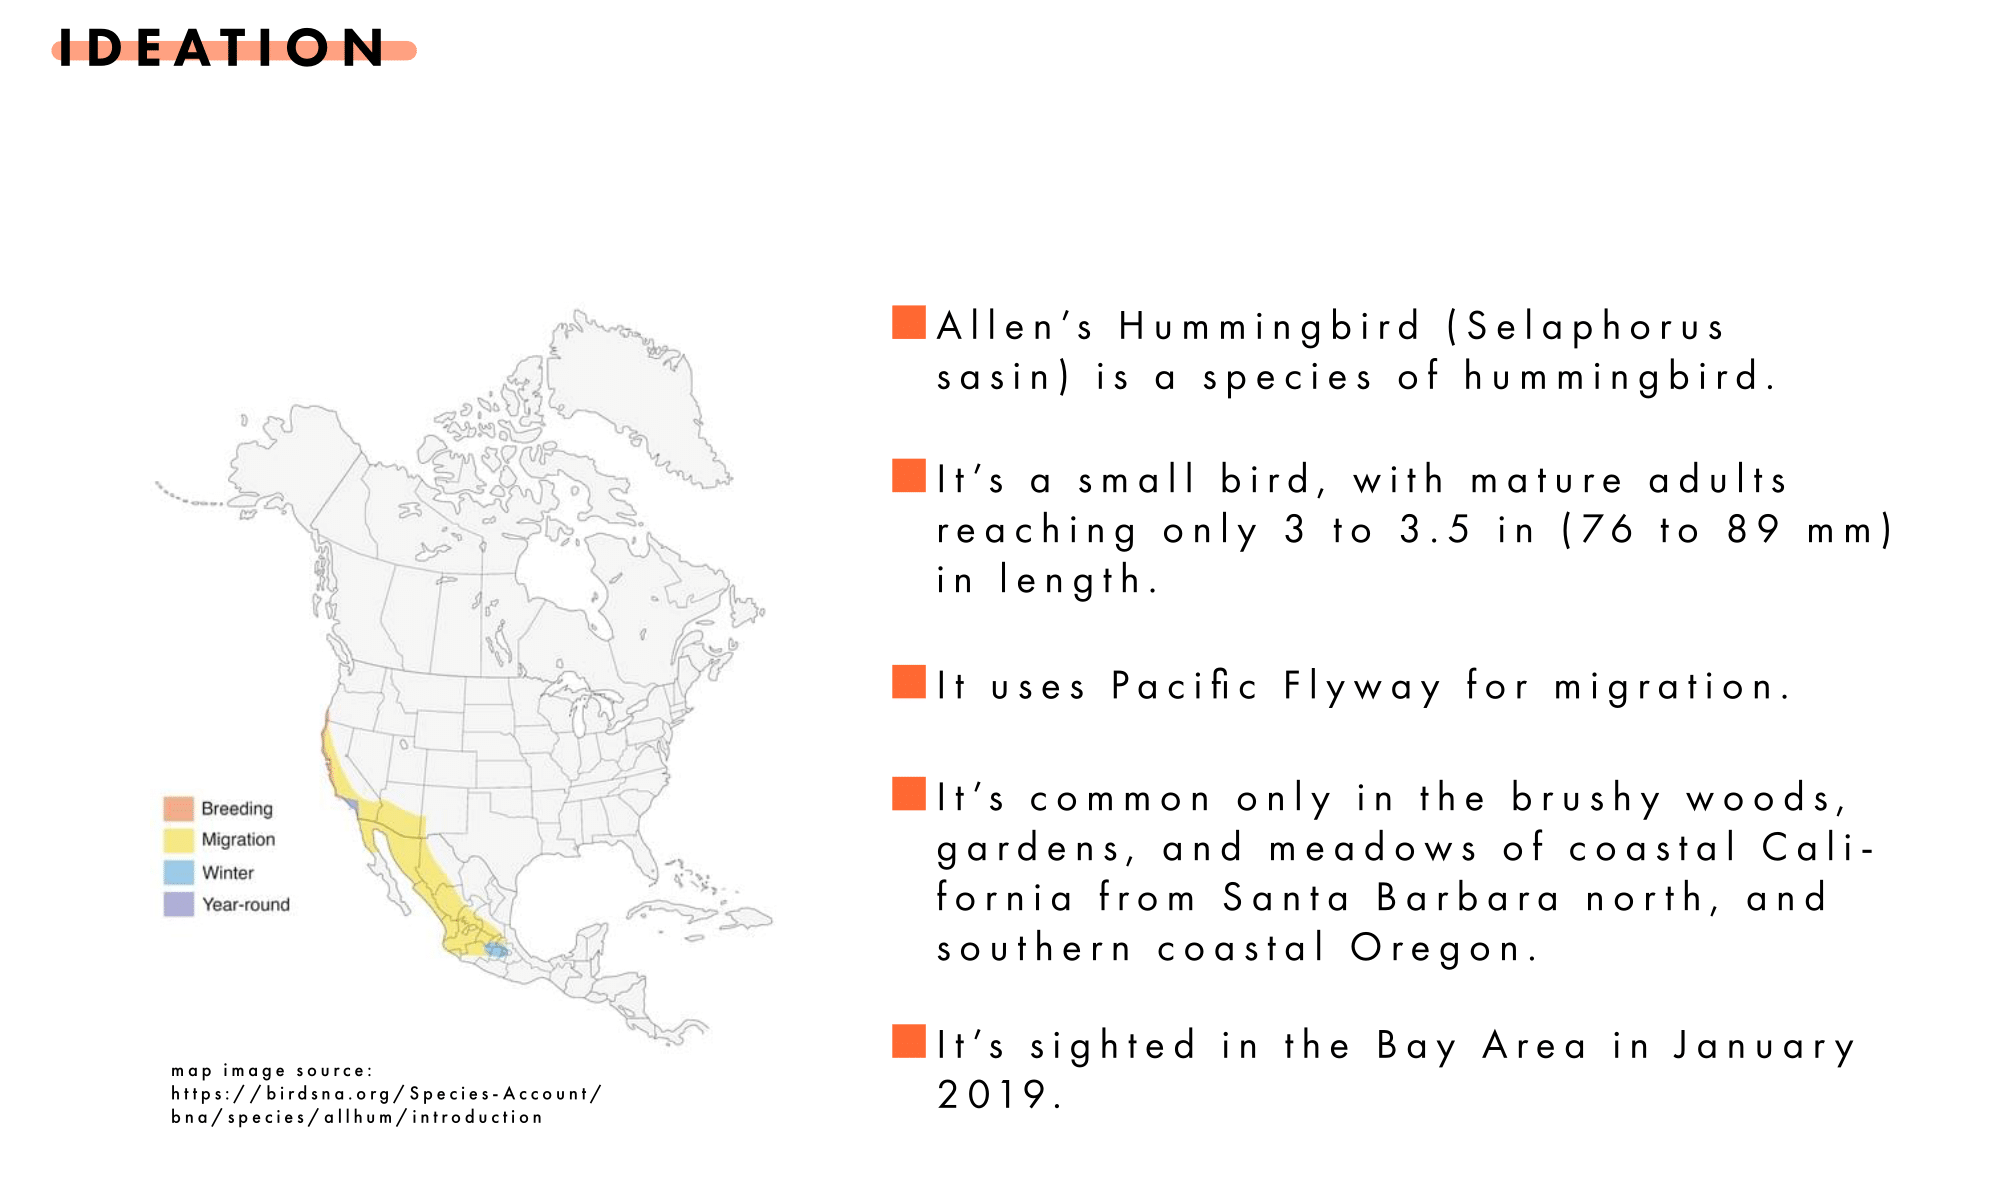 IDEATION
Allen’s Hummingbird (Selaphorus
sasin) is a species of hummingbird.
It’s a small bird, with mature adults
reaching only 3 to 3.5 in (76 to 89 mm)
in length.
It uses Pacific Flyway for migration.
It’s common only in the brushy woods,
gardens, and meadows of coastal Cali-
fornia from Santa Barbara north, and
southern coastal Oregon.
It’s sighted in the Bay Area in January
2019.
Breeding
Migration
Winter
Year-round
map image source:
https://birdsna.org/Species-Account/
bna/species/allhum/introduction